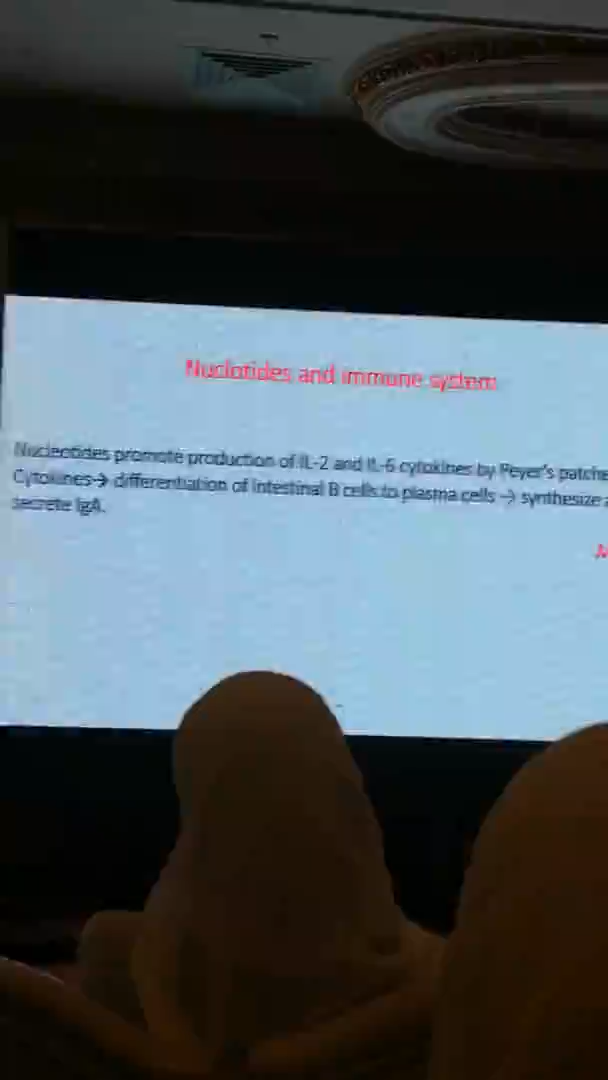 Nuclotides and immune system
Nucleotides promote production of IL-2 and IL-6 cytokines by Peyer's patche
Cytokines→ differentiation of intestinal B cells to plasma cells → synthesize a
secrete IgA.